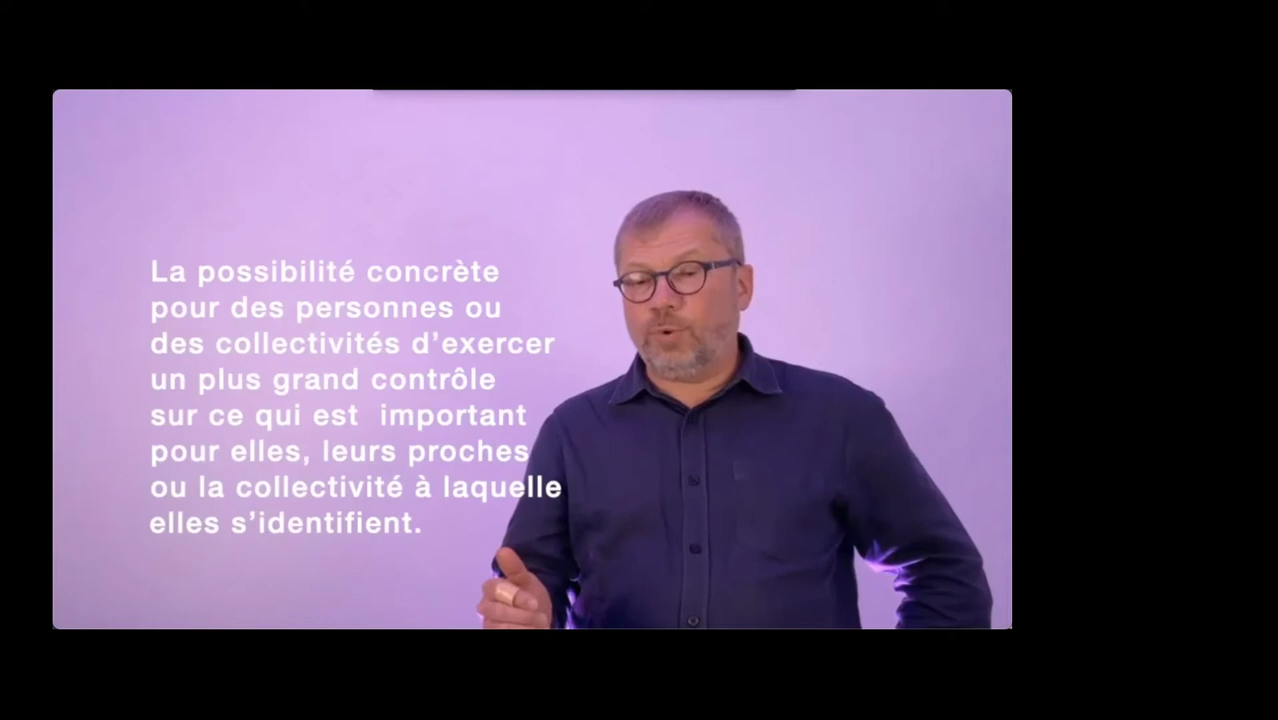 La possibilité concrète
pour des personnes ou
des collectivités d’exercer
un plus grand contrôle
sur ce qui est  important
pour elles, leurs proches
ou la collectivité à laquelle
elles s’identifient.